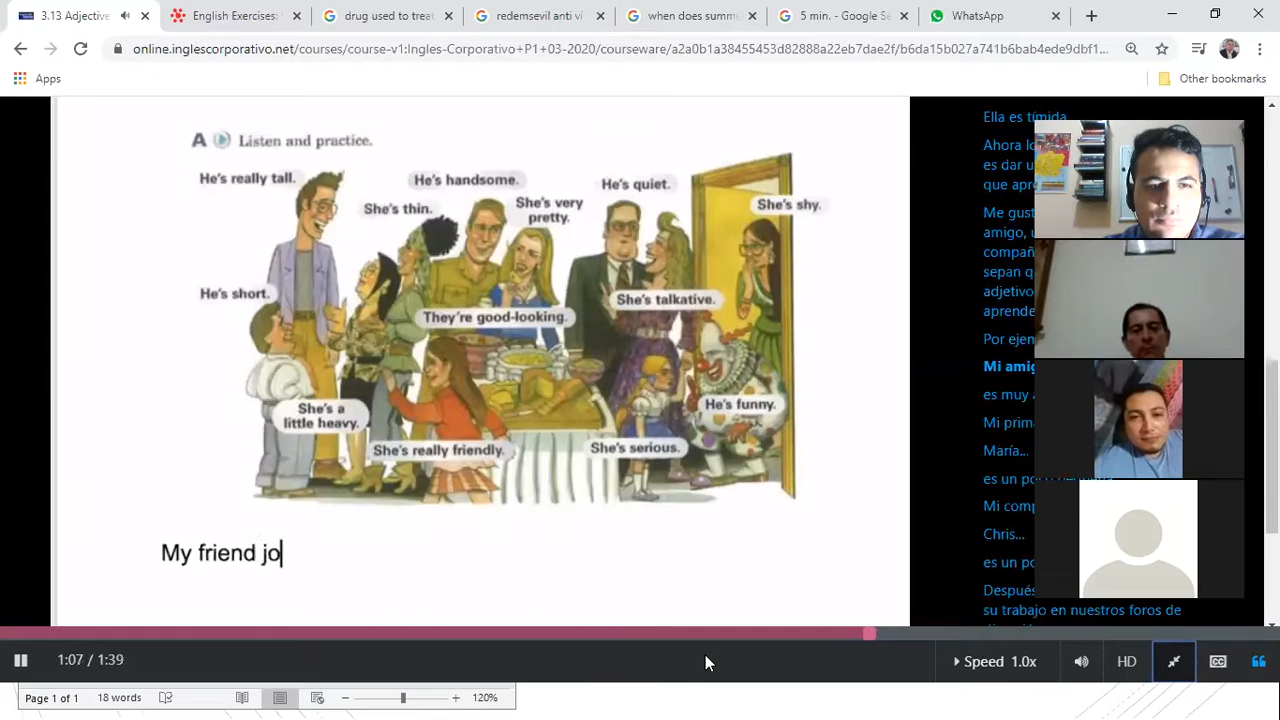 3.13 Adjective
English Exercises:
drug used to treat
redemsevil anti vi
when does summe
5 min. - Google Se
WhatsApp
online.inglescorporativo.net/courses/course-v1:Ingles-Corporativo+P1+03-2020/courseware/a2a0b1a38455453d82886b22eb7dae2f/b6da15b027a741b6bab4ede9dbf1...
Apps
Other bookmarks
A Listen and practice.
He's really tall.
He's handsome.
He's quiet.
She's thin.
She's very
pretty.
She's shy.
He's short.
She's talkative.
They're good-looking.
She's a
little heavy.
He's funny.
She's really friendly.
She's serious.
My friend jo
Ella es tímida
Ahora lo
es dar u
que apre
Me gust
amigo, u
compañ
sepan q
adjetivo
aprende
Por ejen
Mi amig
es muy a
Mi prima
María...
es un po
Mi comp
Chris...
es un po
Después
su trabajo en nuestros foros de
1:07 / 1:39
Speed 1.0x
HD
CC
Page 1 of 1
18 words
120%